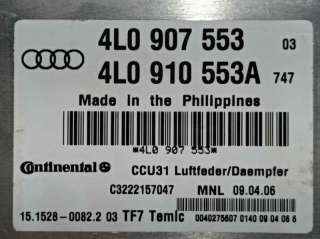 4L0 907 553 03
4L0 910 553A 747
Made in the Philippines
*4L0 907 553*
Continental CCU31 Luftfeder/Daempfer
C3222157047 MNL 09.04.06
15.1528-0082.2 03 TF7 Temic 0040275607 0140 09 04 06 6